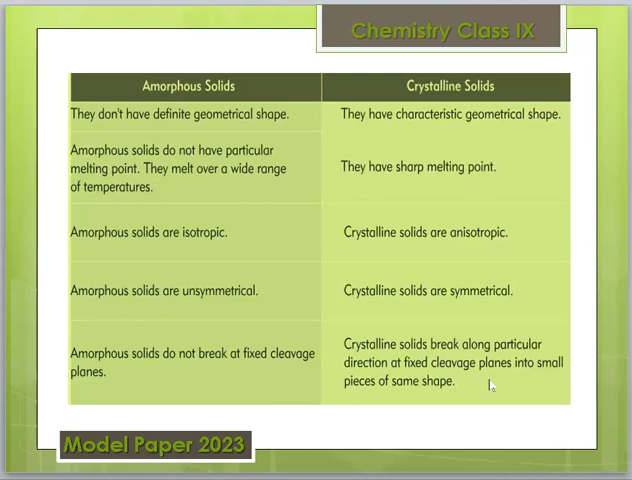 Chemistry Class IX
Amorphous Solids
Crystalline Solids
They don't have definite geometrical shape.
They have characteristic geometrical shape.
Amorphous solids do not have particular
melting point. They melt over a wide range
of temperatures.
They have sharp melting point.
Amorphous solids are isotropic.
Crystalline solids are anisotropic.
Amorphous solids are unsymmetrical.
Crystalline solids are symmetrical.
Amorphous solids do not break at fixed cleavage
planes.
Crystalline solids break along particular
direction at fixed cleavage planes into small
pieces of same shape.
Model Paper 2023